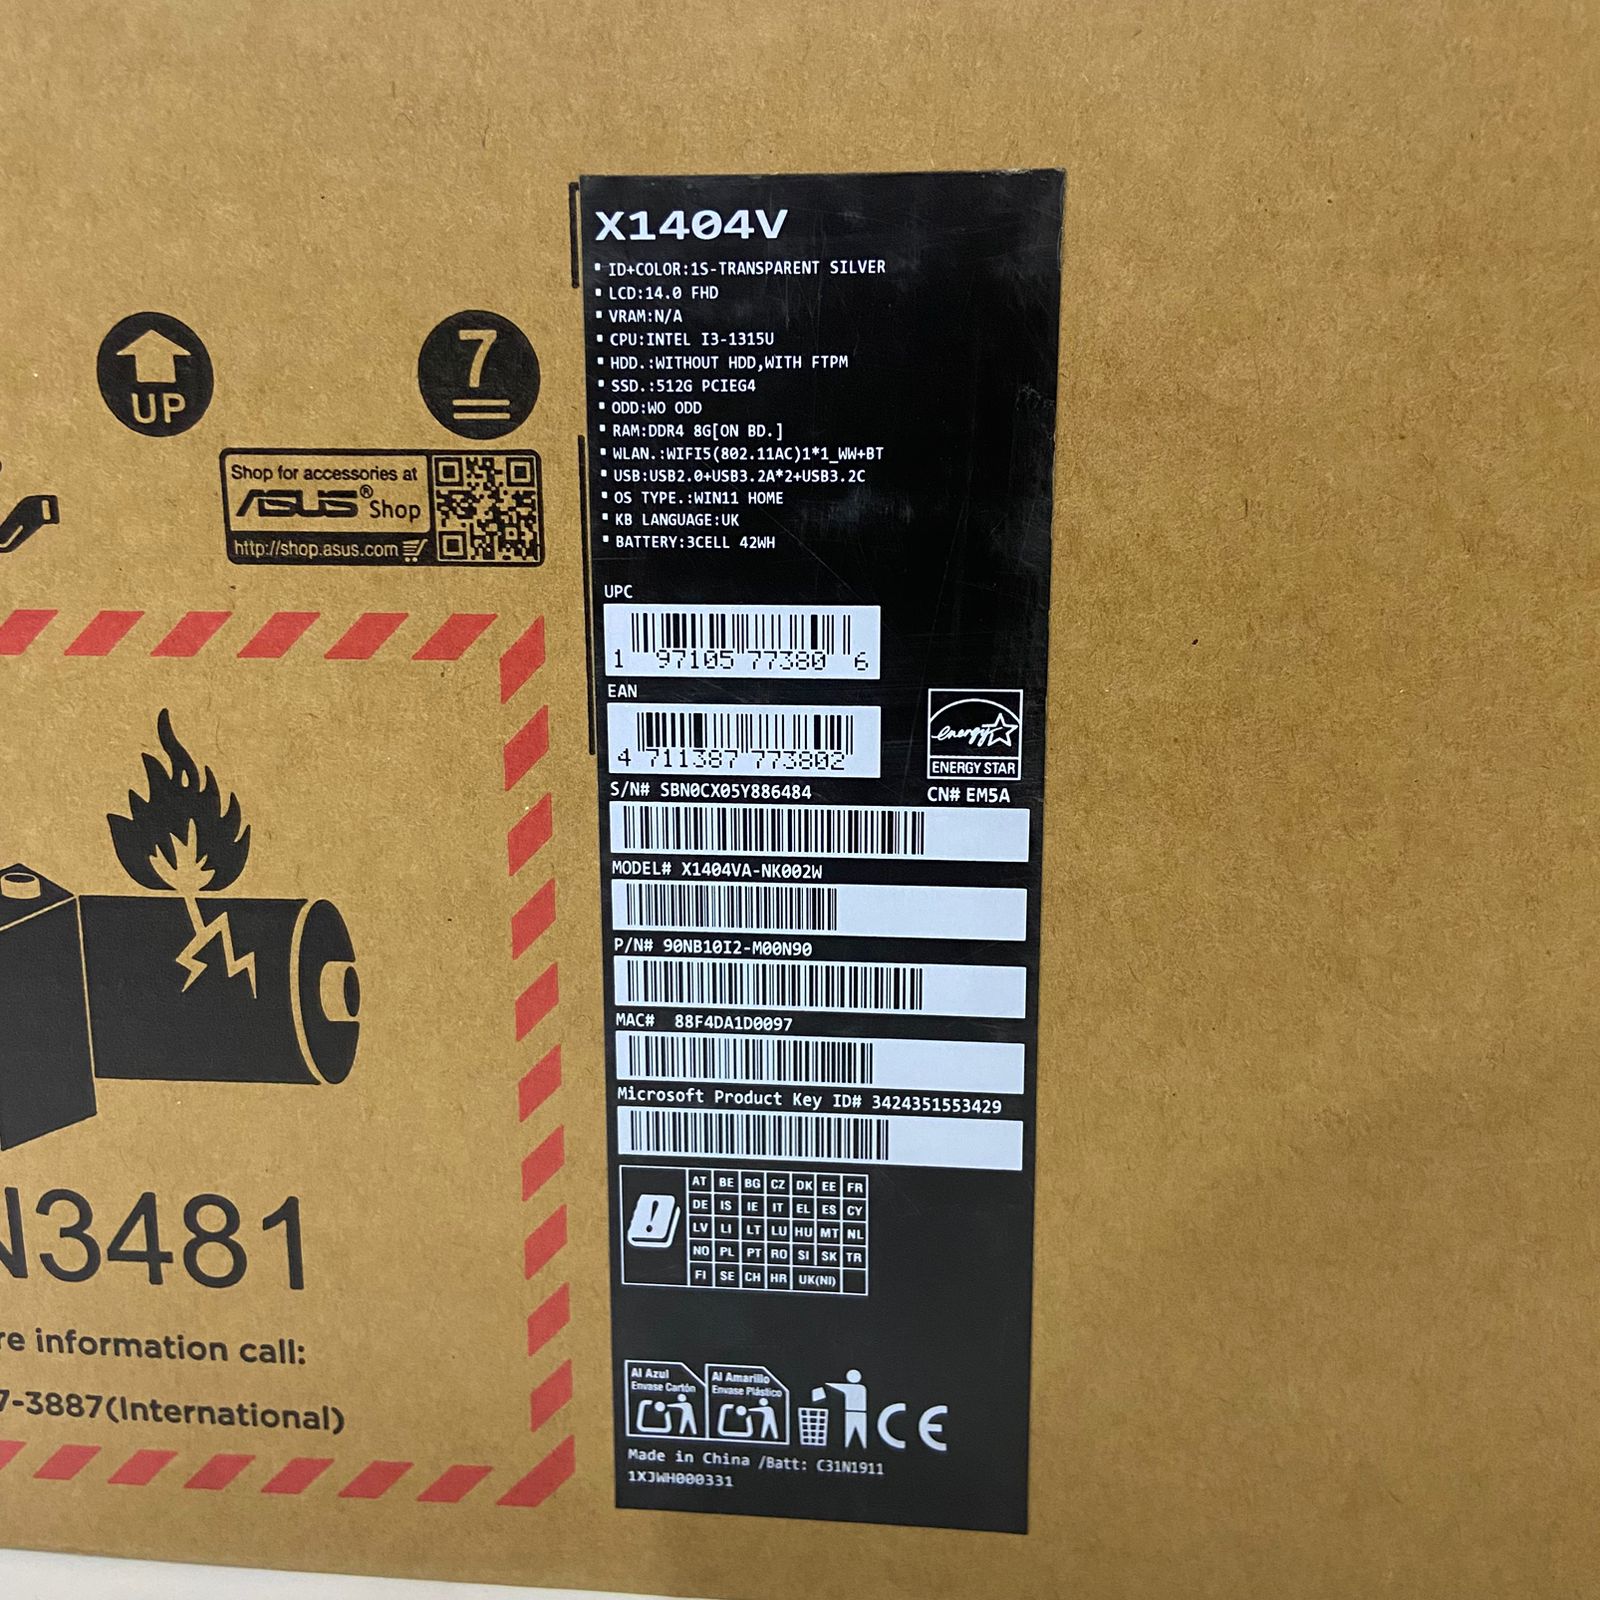 UP
7
Shop for accessories at
ASUS® Shop
http://shop.asus.com
N3481
re information call:
7-3887(International)
X1404V
▪ ID+COLOR:1S-TRANSPARENT SILVER
▪ LCD:14.0 FHD
▪ VRAM:N/A
▪ CPU:INTEL I3-1315U
▪ HDD.:WITHOUT HDD,WITH FTPM
▪ SSD.:512G PCIEG4
▪ ODD:WO ODD
▪ RAM:DDR4 8G[ON BD.]
▪ WLAN.:WIFI5(802.11AC)1*1_WW+BT
▪ USB:USB2.0+USB3.2A*2+USB3.2C
▪ OS TYPE.:WIN11 HOME
▪ KB LANGUAGE:UK
▪ BATTERY:3CELL 42WH
UPC
1 97105 77380 6
EAN
4 711387 773802
energy
ENERGY STAR
S/N# SBN0CX05Y886484
CN# EM5A
MODEL# X1404VA-NK002W
P/N# 90NB10I2-M00N90
MAC# 88F4DA1D0097
Microsoft Product Key ID# 3424351553429
AT BE BG CZ DK EE FR
DE IS IE IT EL ES CY
LV LI LT LU HU MT NL
NO PL PT RO SI SK TR
FI SE CH HR UK(NI)
Al Azul
Envase Cartón
Al Amarillo
Envase Plástico
CE
Made in China /Batt: C31N1911
1XJWH000331